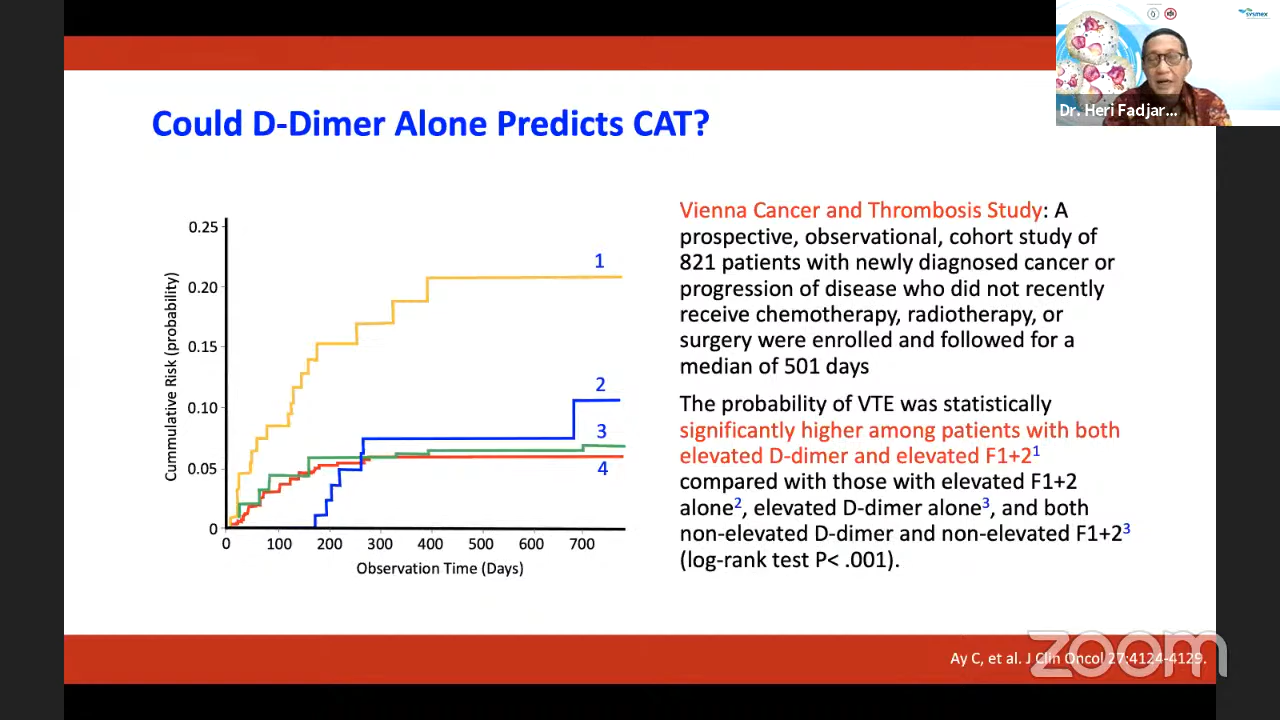 sysmex
Dr. Heri Fadjar...
Could D-Dimer Alone Predicts CAT?
Cummulative Risk (probability)
0.25
0.20
0.15
0.10
0.05
0
1
2
3
4
0 100 200 300 400 500 600 700
Observation Time (Days)
Vienna Cancer and Thrombosis Study: A
prospective, observational, cohort study of
821 patients with newly diagnosed cancer or
progression of disease who did not recently
receive chemotherapy, radiotherapy, or
surgery were enrolled and followed for a
median of 501 days
The probability of VTE was statistically
significantly higher among patients with both
elevated D-dimer and elevated F1+2¹
compared with those with elevated F1+2
alone², elevated D-dimer alone³, and both
non-elevated D-dimer and non-elevated F1+2³
(log-rank test P< .001).
Ay C, et al. J Clin Oncol 27:4124-4129.
zoom